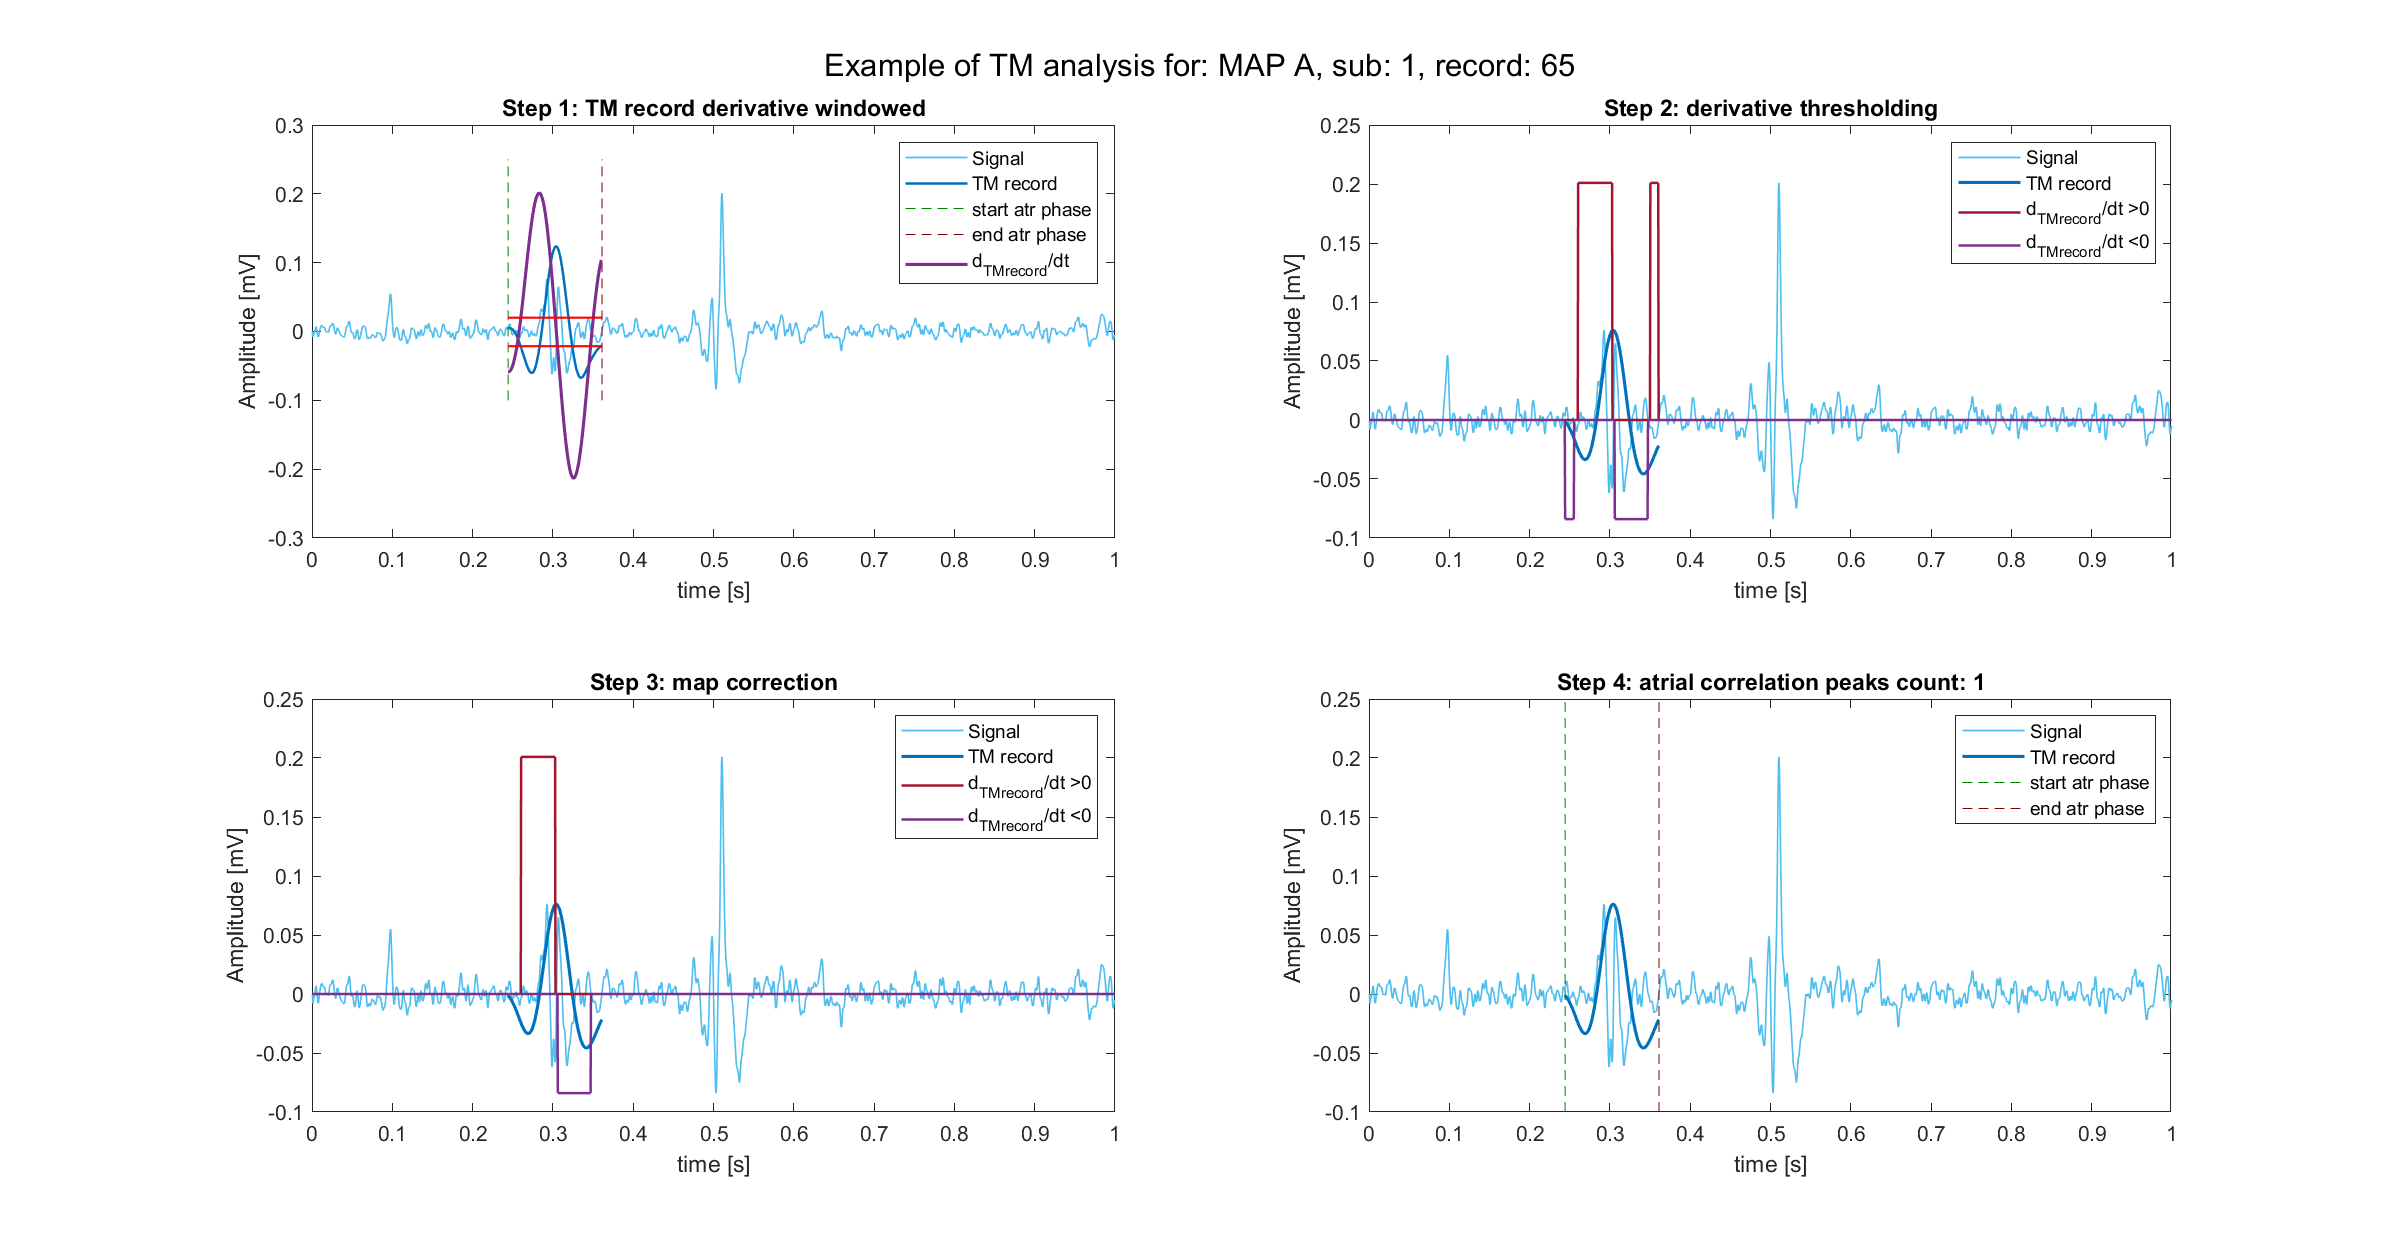 Example of TM analysis for: MAP A, sub: 1, record: 65
Step 1: TM record derivative windowed
0.3
0.2
0.1
0
-0.1
-0.2
-0.3
Amplitude [mV]
0 0.1 0.2 0.3 0.4 0.5 0.6 0.7 0.8 0.9 1
time [s]
Signal
TM record
start atr phase
end atr phase
dTMrecord/dt
Step 2: derivative thresholding
0.25
0.2
0.15
0.1
0.05
0
-0.05
-0.1
Amplitude [mV]
0 0.1 0.2 0.3 0.4 0.5 0.6 0.7 0.8 0.9 1
time [s]
Signal
TM record
dTMrecord/dt >0
dTMrecord/dt <0
Step 3: map correction
0.25
0.2
0.15
0.1
0.05
0
-0.05
-0.1
Amplitude [mV]
0 0.1 0.2 0.3 0.4 0.5 0.6 0.7 0.8 0.9 1
time [s]
Signal
TM record
dTMrecord/dt >0
dTMrecord/dt <0
Step 4: atrial correlation peaks count: 1
0.25
0.2
0.15
0.1
0.05
0
-0.05
-0.1
Amplitude [mV]
0 0.1 0.2 0.3 0.4 0.5 0.6 0.7 0.8 0.9 1
time [s]
Signal
TM record
start atr phase
end atr phase